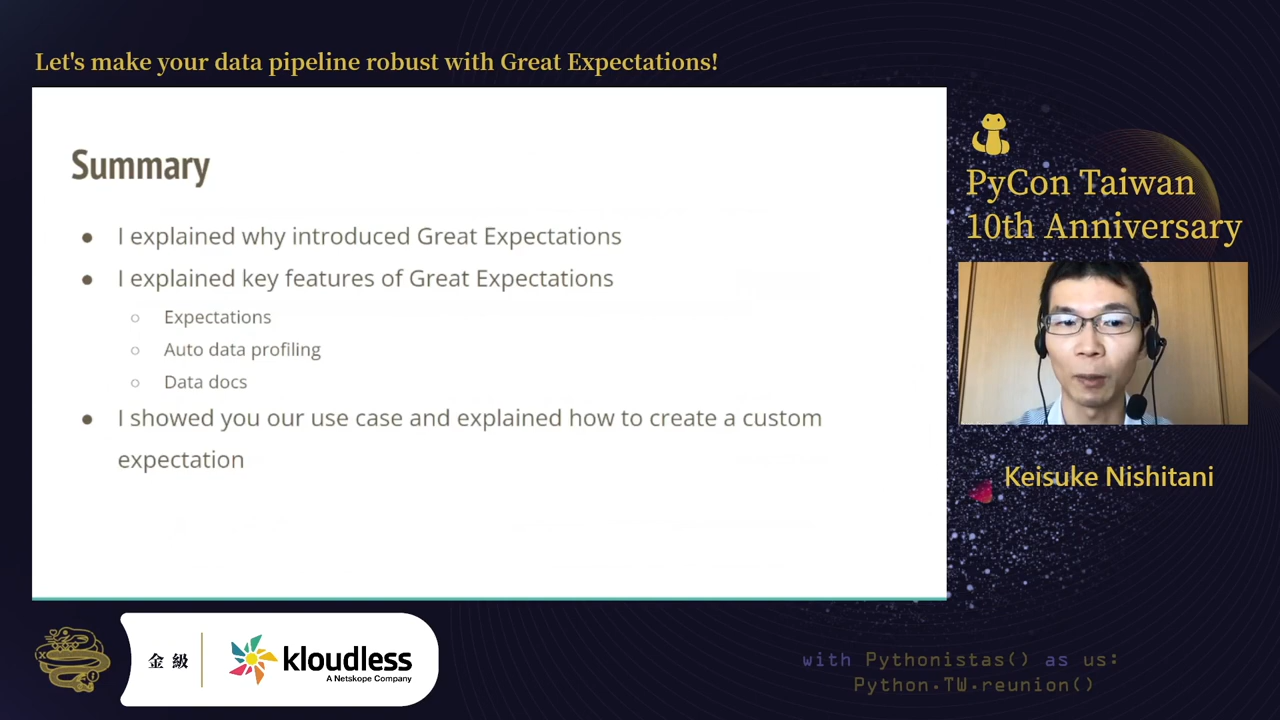 Let's make your data pipeline robust with Great Expectations!
Summary
● I explained why introduced Great Expectations
● I explained key features of Great Expectations
○ Expectations
○ Auto data profiling
○ Data docs
● I showed you our use case and explained how to create a custom
expectation
PyCon Taiwan
10th Anniversary
Keisuke Nishitani
金級
kloudless
A Netskope Company
with Pythonistas() as us:
Python.TW.reunion()